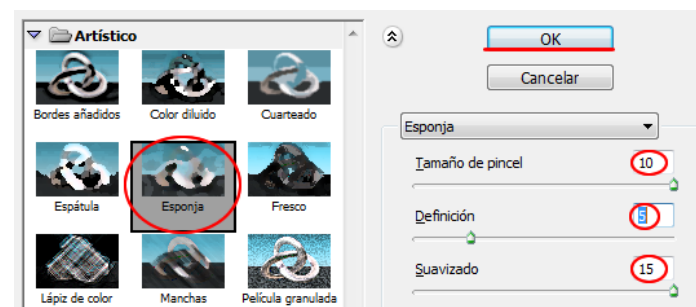 Artístico
Bordes añadidos
Color diluido
Cuarteado
Espátula
Esponja
Fresco
Lápiz de color
Manchas
Película granulada
OK
Cancelar
Esponja
Tamaño de pincel 10
Definición 5
Suavizado 15